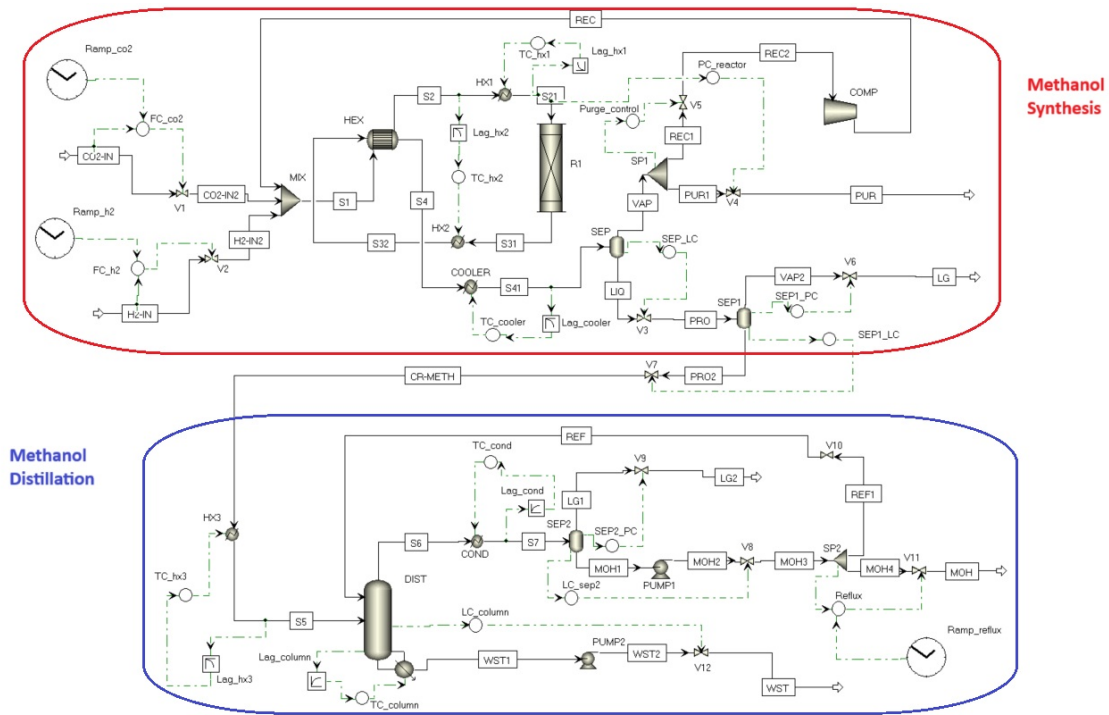 REC
Ramp_co2
TC_hx1
Lag_hx1
REC2
PC_reactor
Methanol
Synthesis
HX1
S2
S21
COMP
FC_co2
Purge_control
V5
HEX
Lag_hx2
REC1
CO2-IN
R1
MIX
SP1
TC_hx2
CO2-IN2
S1
S4
PUR1
PUR
V1
V4
Ramp_h2
VAP
H2-IN2
S32
HX2
S31
SEP
SEP_LC
FC_h2
V2
COOLER
V6
S41
VAP2
LG
LIQ
SEP1
SEP1_PC
H2-IN
TC_cooler
Lag_cooler
V3
PRO
SEP1_LC
V7
CR-METH
PRO2
Methanol
Distillation
REF
TC_cond
V10
V9
LG2
Lag_cond
LG1
REF1
HX3
SEP2
SEP2_PC
S6
S7
V8
SP2
COND
MOH1
MOH2
MOH3
MOH4
V11
MOH
TC_hx3
DIST
PUMP1
LC_sep2
Reflux
LC_column
Ramp_reflux
S5
PUMP2
Lag_column
WST1
WST2
V12
Lag_hx3
WST
TC_column